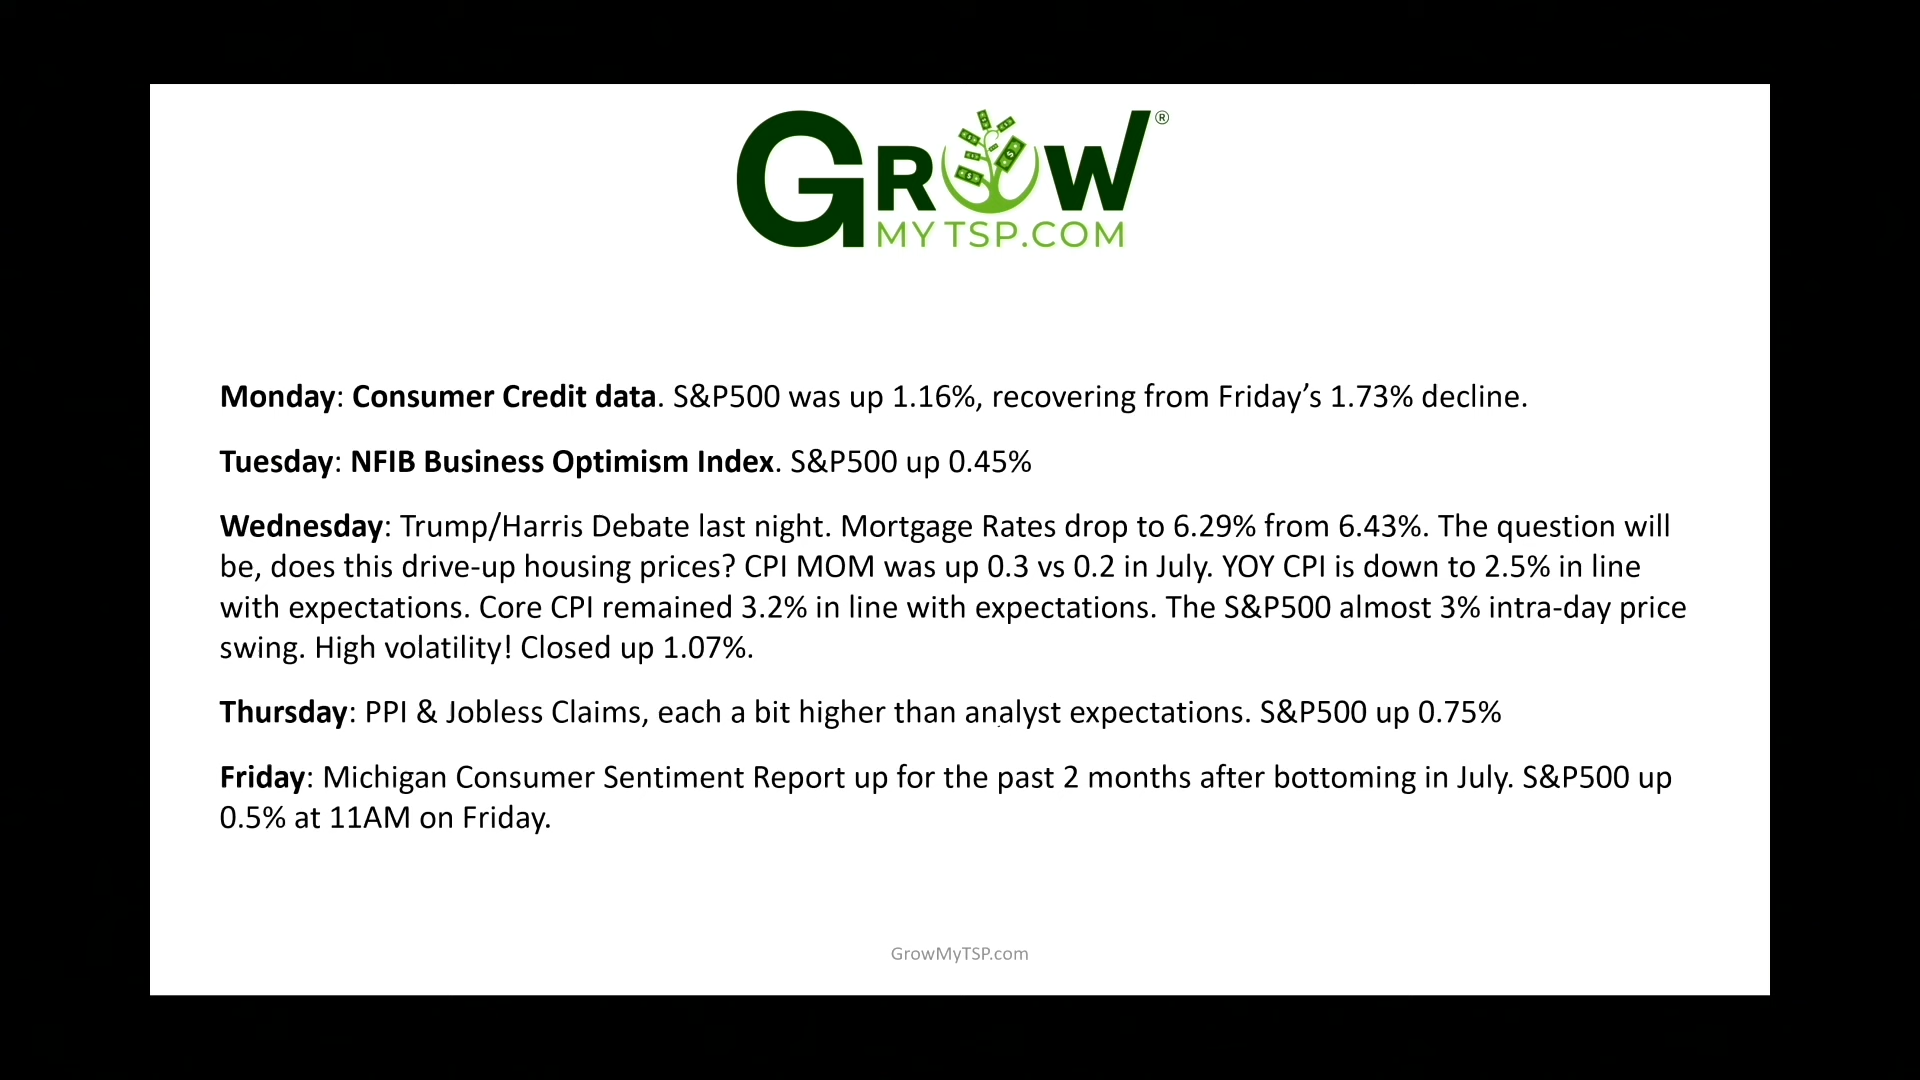 GROW®
MY TSP.COM
Monday: Consumer Credit data. S&P500 was up 1.16%, recovering from Friday’s 1.73% decline.
Tuesday: NFIB Business Optimism Index. S&P500 up 0.45%
Wednesday: Trump/Harris Debate last night. Mortgage Rates drop to 6.29% from 6.43%. The question will
be, does this drive-up housing prices? CPI MOM was up 0.3 vs 0.2 in July. YOY CPI is down to 2.5% in line
with expectations. Core CPI remained 3.2% in line with expectations. The S&P500 almost 3% intra-day price
swing. High volatility! Closed up 1.07%.
Thursday: PPI & Jobless Claims, each a bit higher than analyst expectations. S&P500 up 0.75%
Friday: Michigan Consumer Sentiment Report up for the past 2 months after bottoming in July. S&P500 up
0.5% at 11AM on Friday.
GrowMyTSP.com